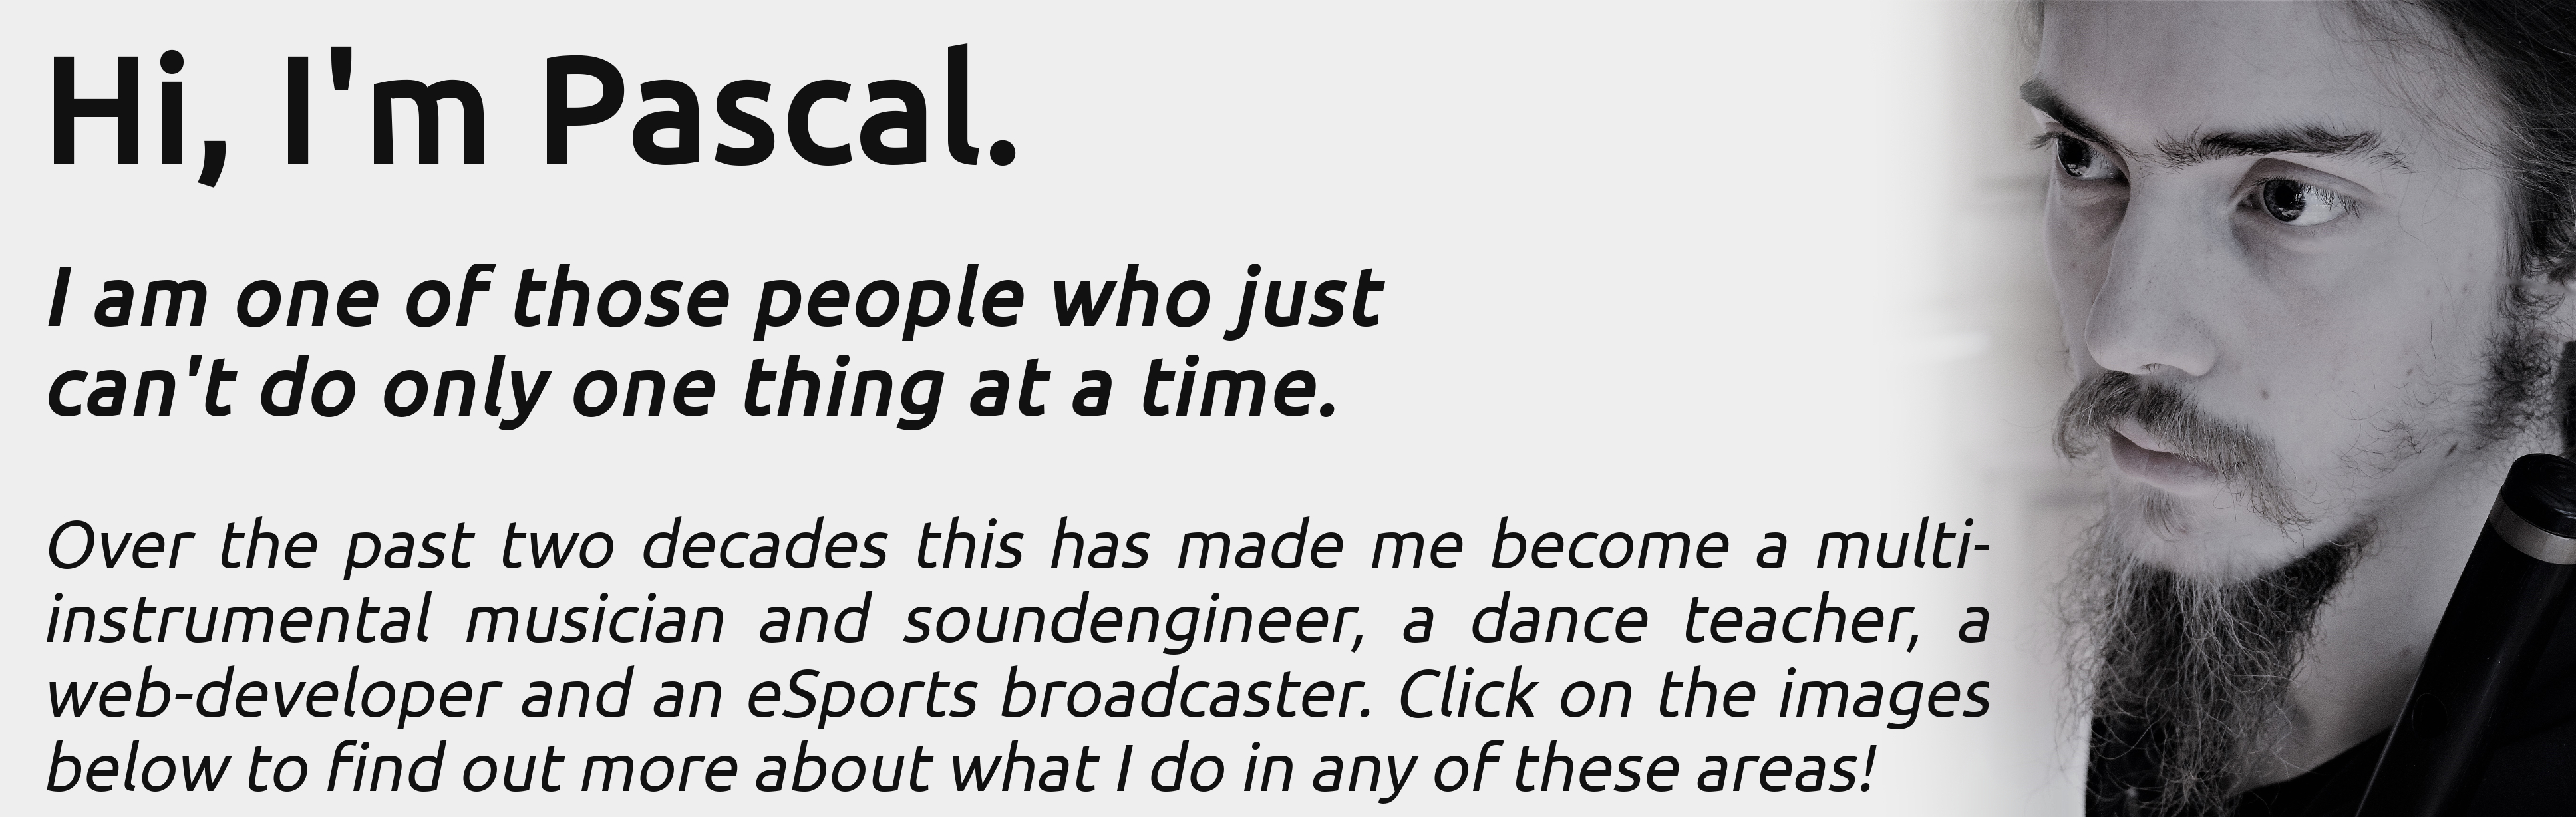 Hi, I'm Pascal.
I am one of those people who just
can't do only one thing at a time.
Over the past two decades this has made me become a multi-
instrumental musician and soundengineer, a dance teacher, a
web-developer and an eSports broadcaster. Click on the images
below to find out more about what I do in any of these areas!